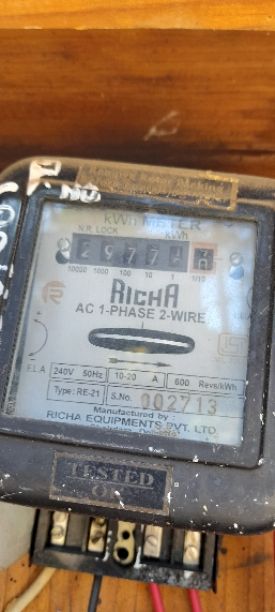 kWh METER
N.R. LOCK kWh
29774
10000 1000 100 10 1 1/10
RICHA
AC 1-PHASE 2-WIRE
240V 50Hz 10-20 A 600 Revs/kWh
Type: RE-21 S.No. 002713
Manufactured by :
RICHA EQUIPMENTS PVT. LTD.
TESTED